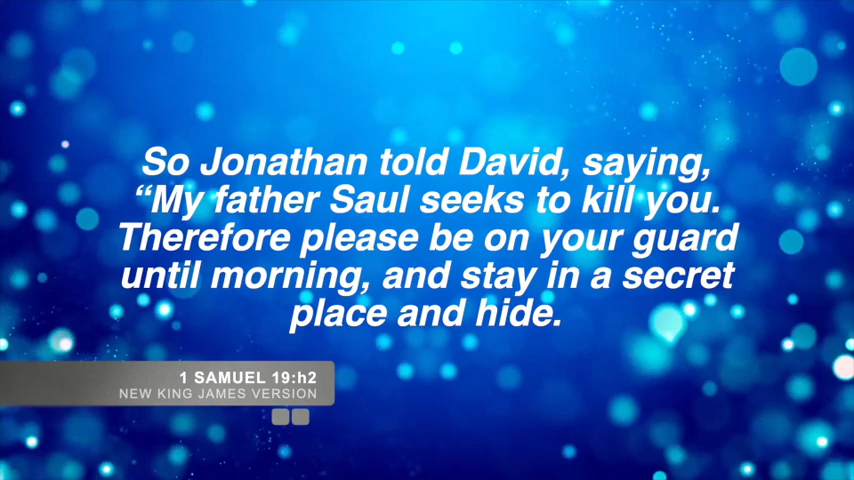 So Jonathan told David, saying,
“My father Saul seeks to kill you.
Therefore please be on your guard
until morning, and stay in a secret
place and hide.
1 SAMUEL 19:h2
NEW KING JAMES VERSION